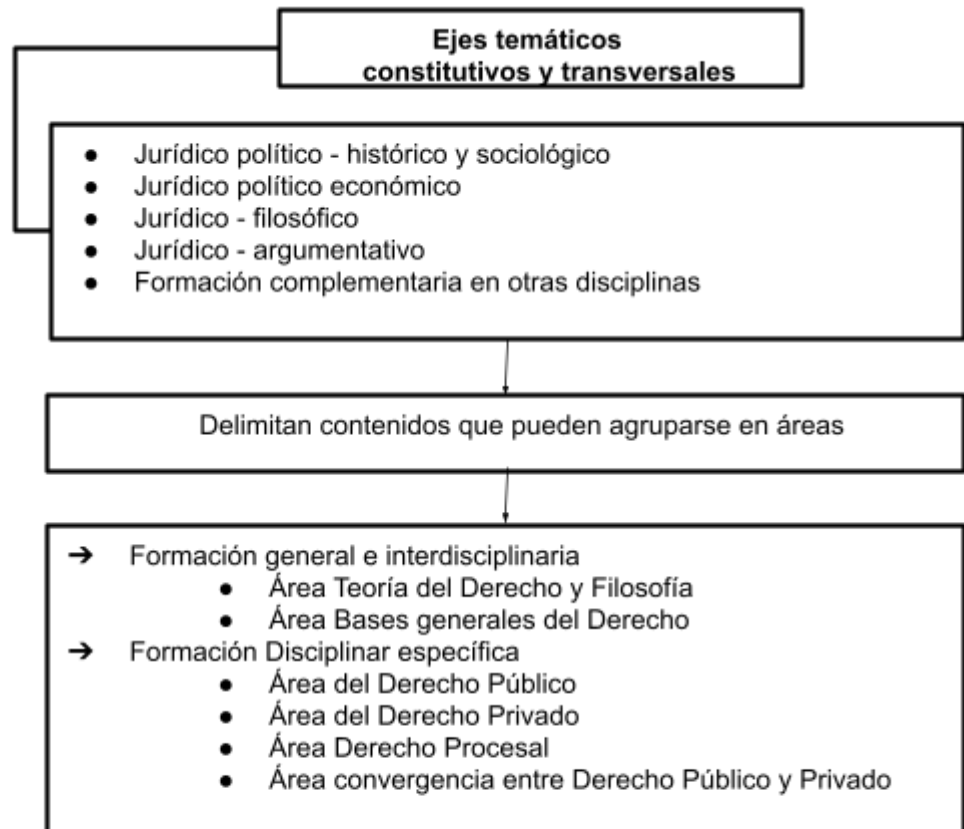 Ejes temáticos
constitutivos y transversales
● Jurídico político - histórico y sociológico
● Jurídico político económico
● Jurídico - filosófico
● Jurídico - argumentativo
● Formación complementaria en otras disciplinas
Delimitan contenidos que pueden agruparse en áreas
➔ Formación general e interdisciplinaria
● Área Teoría del Derecho y Filosofía
● Área Bases generales del Derecho
➔ Formación Disciplinar específica
● Área del Derecho Público
● Área del Derecho Privado
● Área Derecho Procesal
● Área convergencia entre Derecho Público y Privado